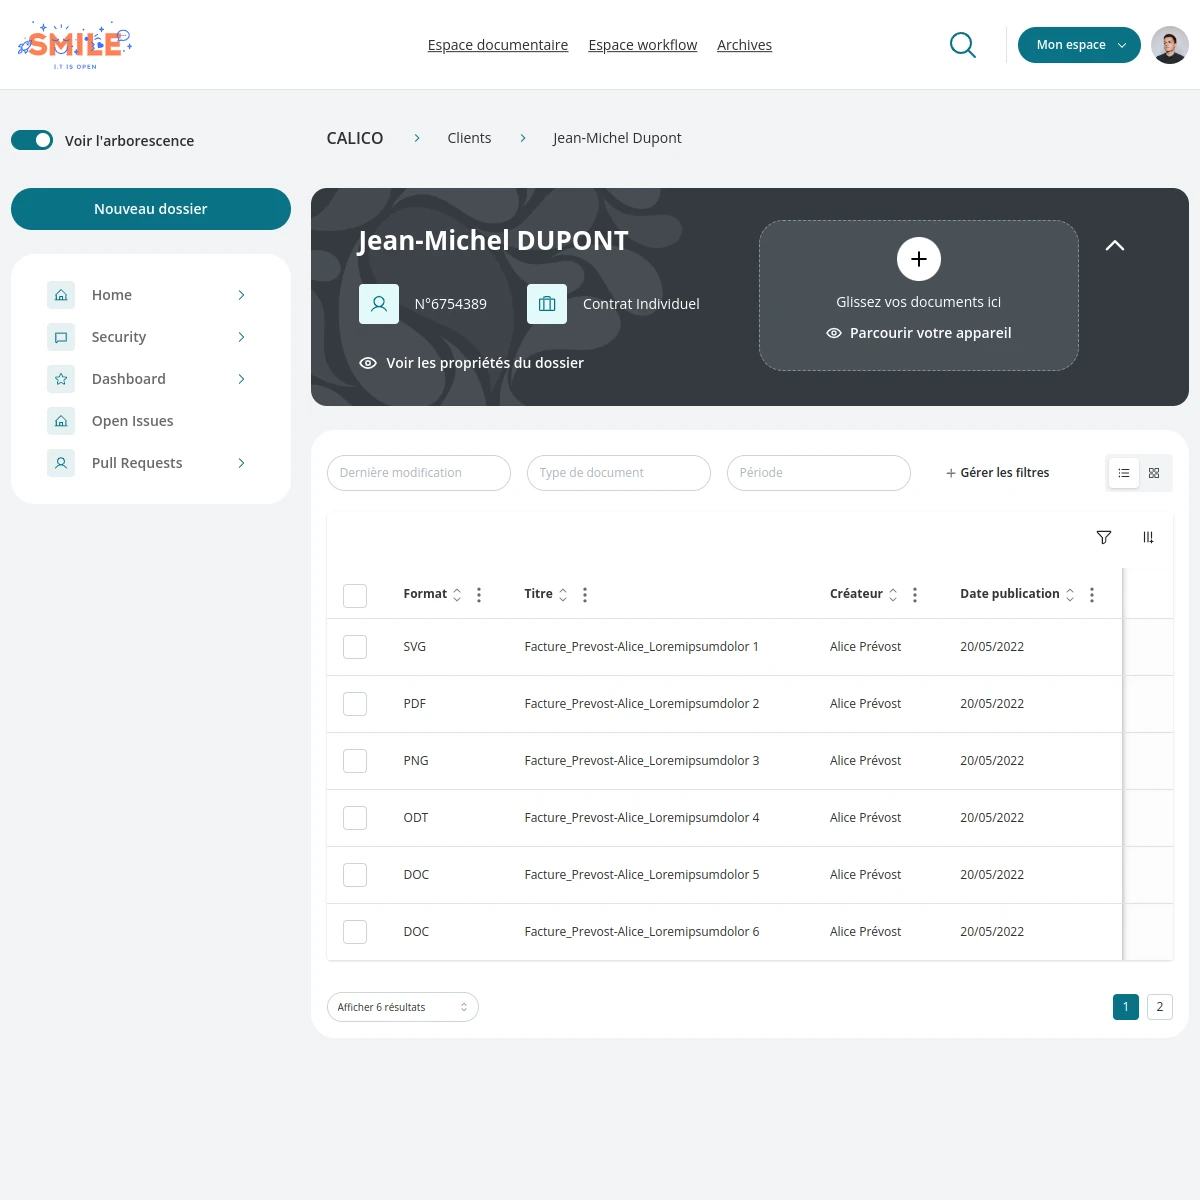 SMILE
I.T IS OPEN
Espace documentaire
Espace workflow
Archives
Mon espace
Voir l'arborescence
CALICO
Clients
Jean-Michel Dupont
Nouveau dossier
Home
Security
Dashboard
Open Issues
Pull Requests
Jean-Michel DUPONT
N°6754389
Contrat Individuel
Voir les propriétés du dossier
Glissez vos documents ici
Parcourir votre appareil
Dernière modification
Type de document
Période
Gérer les filtres
Format Titre Créateur Date publication
SVG Facture_Prevost-Alice_Loremipsumdolor 1 Alice Prévost 20/05/2022
PDF Facture_Prevost-Alice_Loremipsumdolor 2 Alice Prévost 20/05/2022
PNG Facture_Prevost-Alice_Loremipsumdolor 3 Alice Prévost 20/05/2022
ODT Facture_Prevost-Alice_Loremipsumdolor 4 Alice Prévost 20/05/2022
DOC Facture_Prevost-Alice_Loremipsumdolor 5 Alice Prévost 20/05/2022
DOC Facture_Prevost-Alice_Loremipsumdolor 6 Alice Prévost 20/05/2022
Afficher 6 résultats
1 2